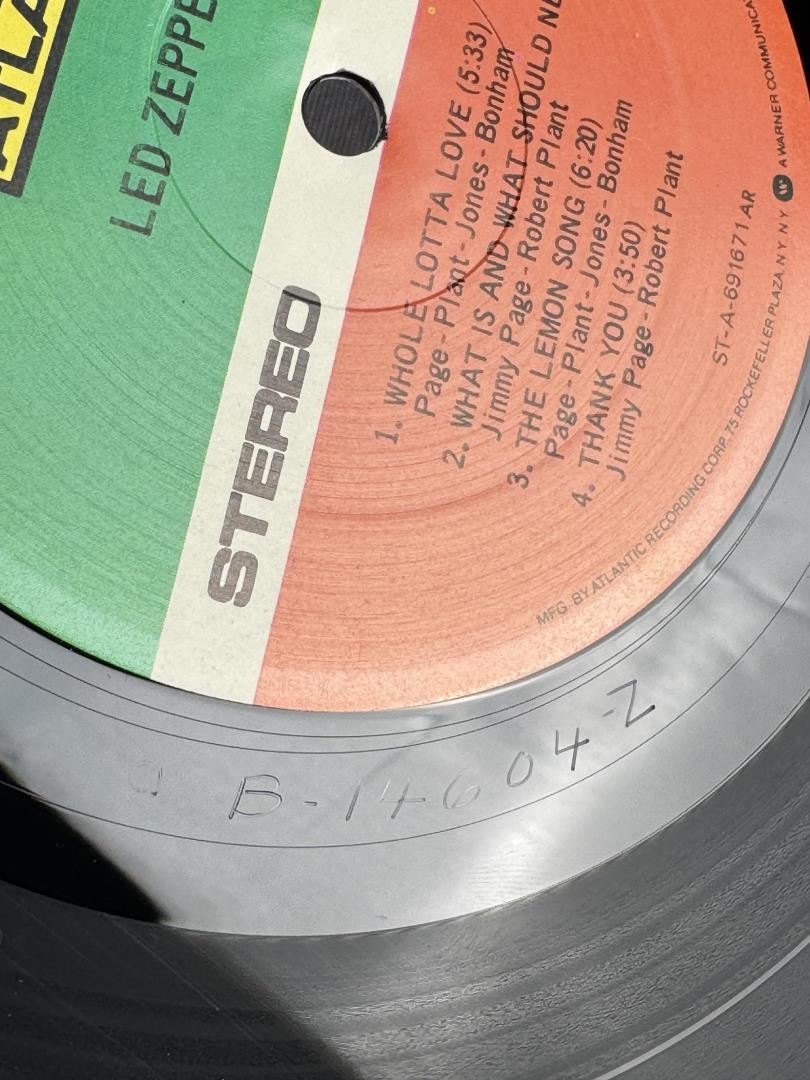 ATLA
LED ZEPPE
STEREO
1. WHOLE LOTTA LOVE (5:33)
Page - Plant - Jones - Bonham
2. WHAT IS AND WHAT SHOULD NE
Jimmy Page - Robert Plant
3. THE LEMON SONG (6:20)
Page - Plant - Jones - Bonham
4. THANK YOU (3:50)
Jimmy Page - Robert Plant
ST-A-691671 AR
MFG. BY ATLANTIC RECORDING CORP. 75 ROCKEFELLER PLAZA, N.Y. N.Y. W A WARNER COMMUNICA
B-14604-Z